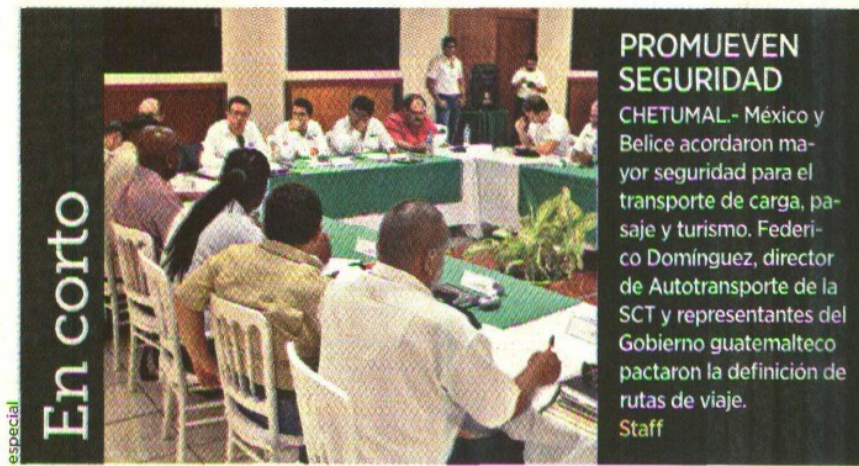 En corto
especial
PROMUEVEN
SEGURIDAD
CHETUMAL.- México y
Belice acordaron ma-
yor seguridad para el
transporte de carga, pa-
saje y turismo. Federi-
co Domínguez, director
de Autotransporte de la
SCT y representantes del
Gobierno guatemalteco
pactaron la definición de
rutas de viaje.
Staff